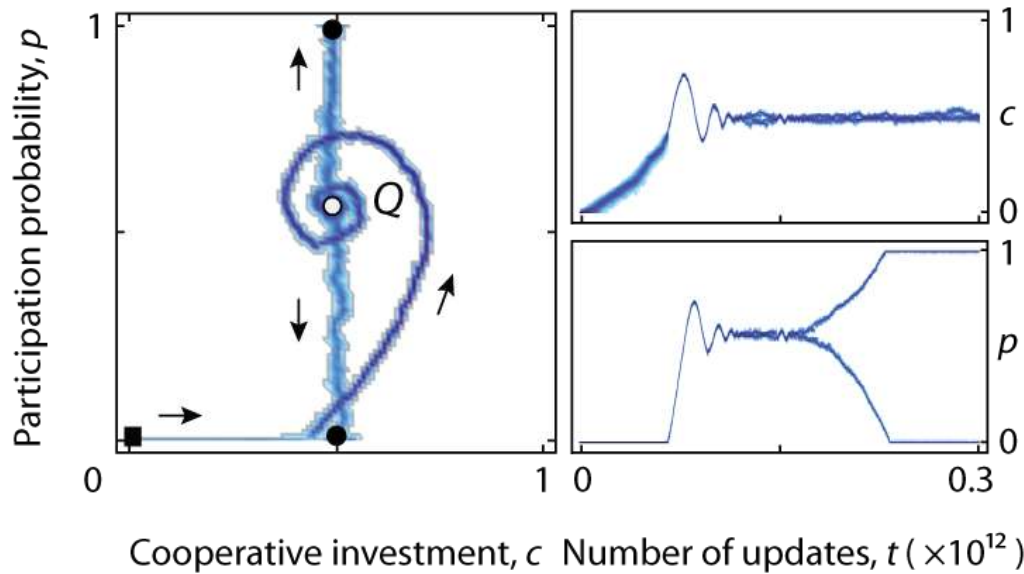 Participation probability, p
1
Q
0
1
Cooperative investment, c
1
c
0
1
p
0
0
0.3
Number of updates, t ( ×10¹² )